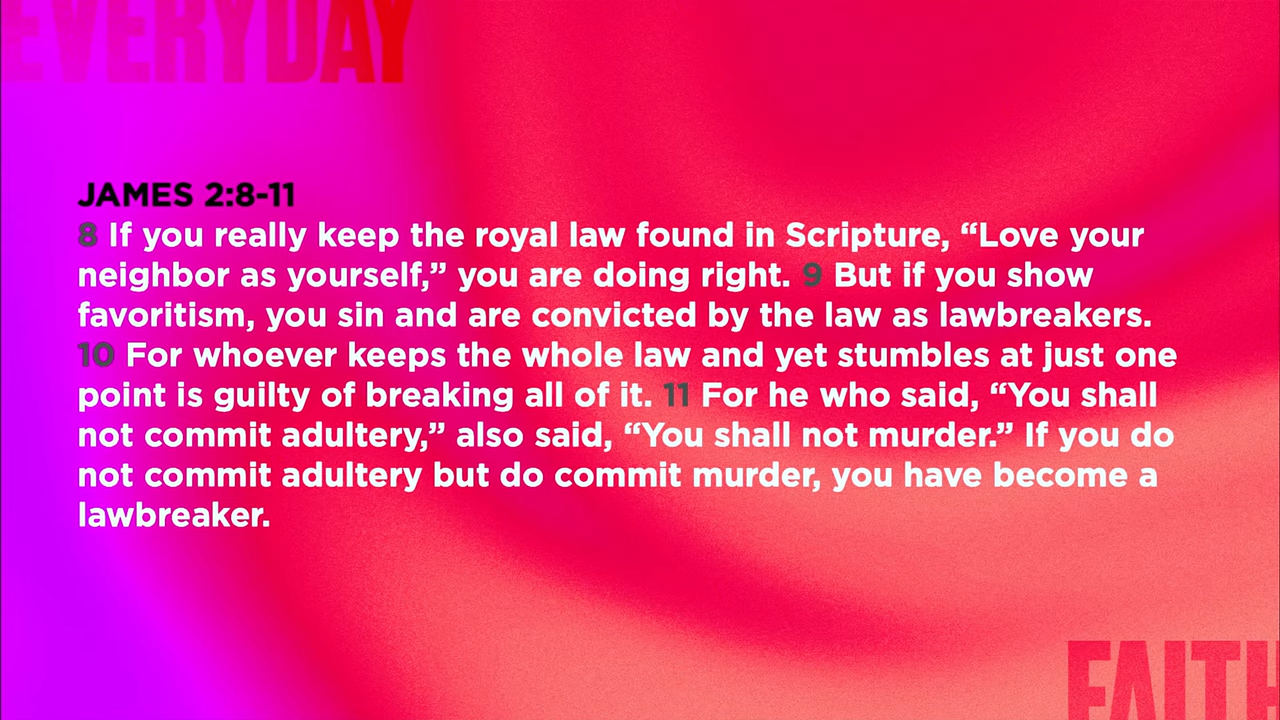 EVERYDAY
JAMES 2:8-11
8 If you really keep the royal law found in Scripture, “Love your
neighbor as yourself,” you are doing right. 9 But if you show
favoritism, you sin and are convicted by the law as lawbreakers.
10 For whoever keeps the whole law and yet stumbles at just one
point is guilty of breaking all of it. 11 For he who said, “You shall
not commit adultery,” also said, “You shall not murder.” If you do
not commit adultery but do commit murder, you have become a
lawbreaker.
FAITH